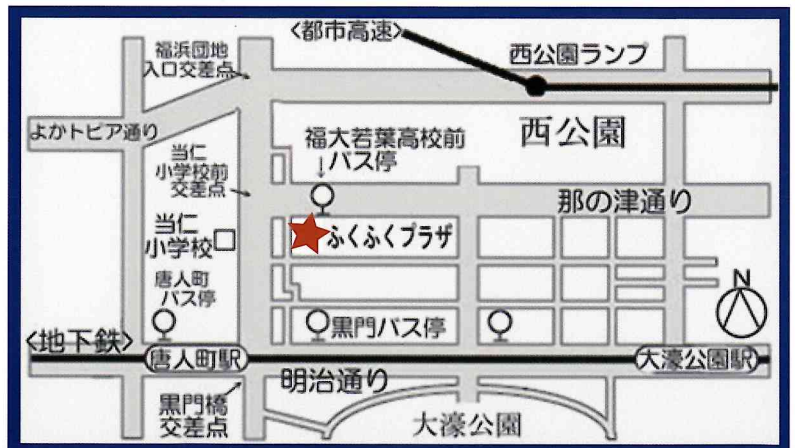 <都市高速>
福浜団地
入口交差点
西公園ランプ
よかトピア通り
西公園
福大若葉高校前
バス停
当仁
小学校前
交差点
那の津通り
ふくふくプラザ
当仁
小学校
唐人町
バス停
N
黒門バス停
<地下鉄>
唐人町駅
大濠公園駅
明治通り
黒門橋
交差点
大濠公園